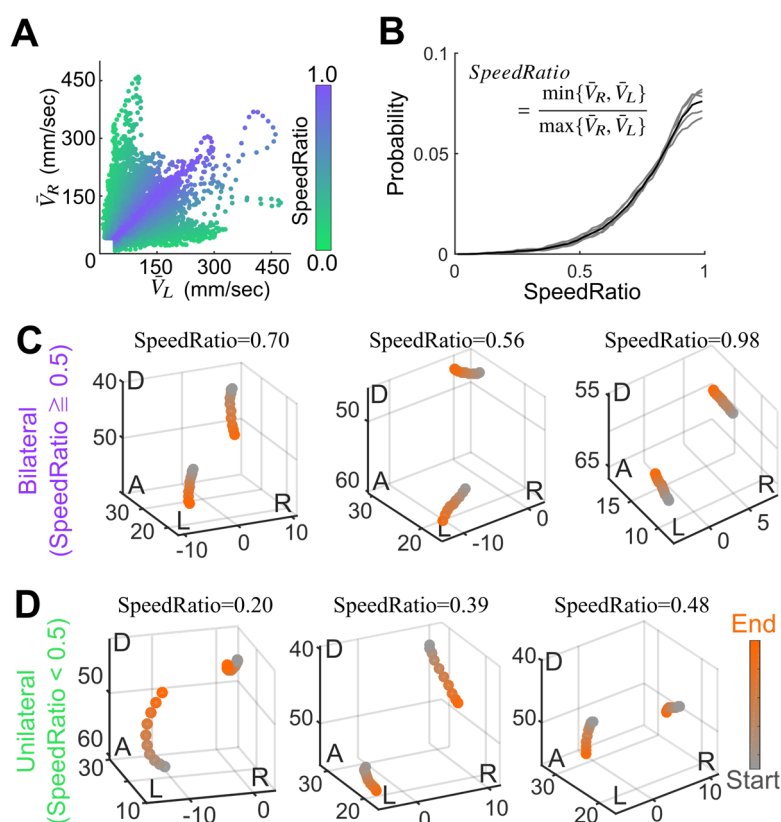 A
450
300
150
0
V̄R (mm/sec)
150 300 450
V̄L (mm/sec)
1.0
SpeedRatio
0.0
B
0.1
0.05
0
Probability
SpeedRatio
= min{V̄R, V̄L} / max{V̄R, V̄L}
0 0.5 1
SpeedRatio
C
Bilateral
(SpeedRatio ≧ 0.5)
SpeedRatio=0.70
40
50
D
A
L
R
30
20
-10
0
10
SpeedRatio=0.56
50
60
D
A
L
R
30
20
-10
0
SpeedRatio=0.98
55
65
D
A
L
R
15
10
0
5
D
Unilateral
(SpeedRatio < 0.5)
SpeedRatio=0.20
50
60
D
A
L
R
30
10
-10
0
SpeedRatio=0.39
40
50
D
A
L
R
30
20
0
10
SpeedRatio=0.48
40
50
D
A
L
R
30
20
0
10
End
Start